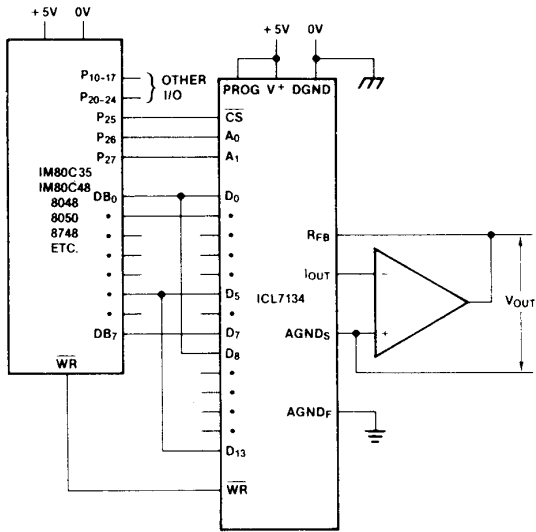 +5V 0V
+5V 0V
P10-17
P20-24
OTHER
I/O
P25
P26
P27
IM80C35
IM80C48
8048
8050
8748
ETC.
DB0
DB7
WR
PROG V+ DGND
CS
A0
A1
D0
D5
ICL7134
D7
D8
D13
WR
RFB
IOUT
AGNDS
AGNDF
-
+
VOUT